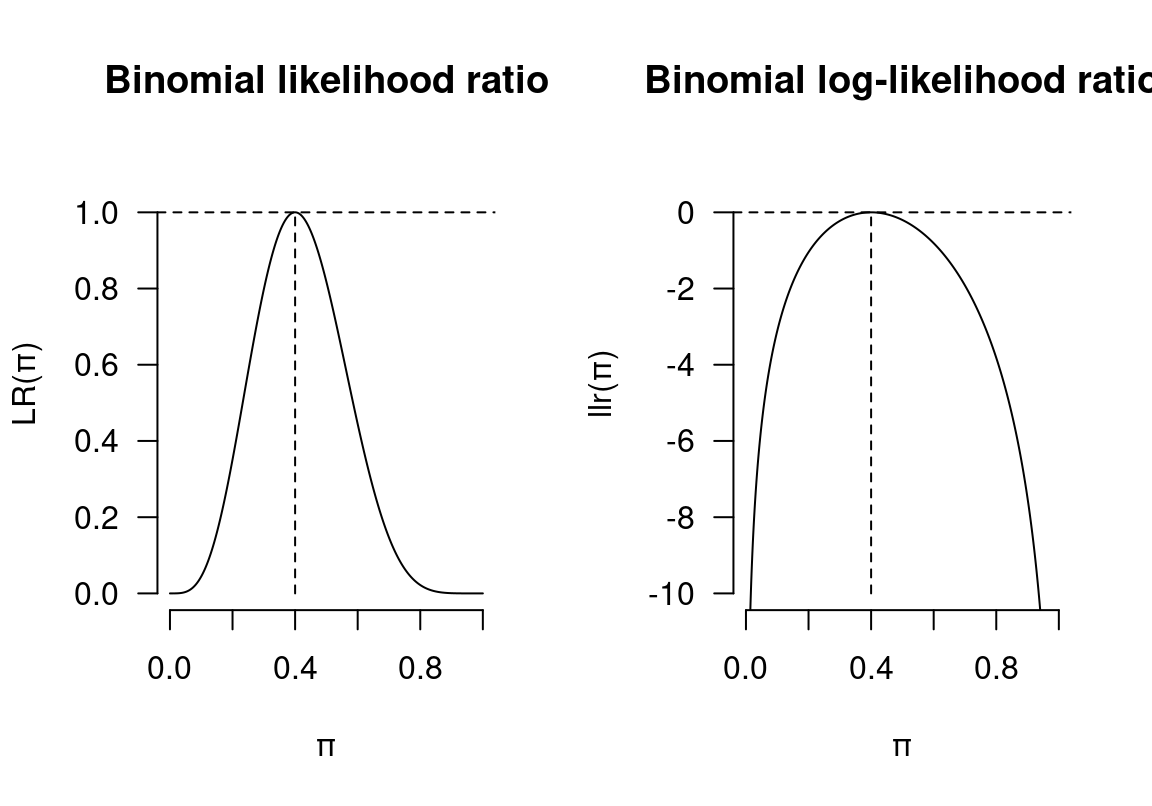 Binomial likelihood ratio
LR(π)
1.0
0.8
0.6
0.4
0.2
0.0
0.0 0.4 0.8
π
Binomial log-likelihood ratio
llr(π)
0
-2
-4
-6
-8
-10
0.0 0.4 0.8
π